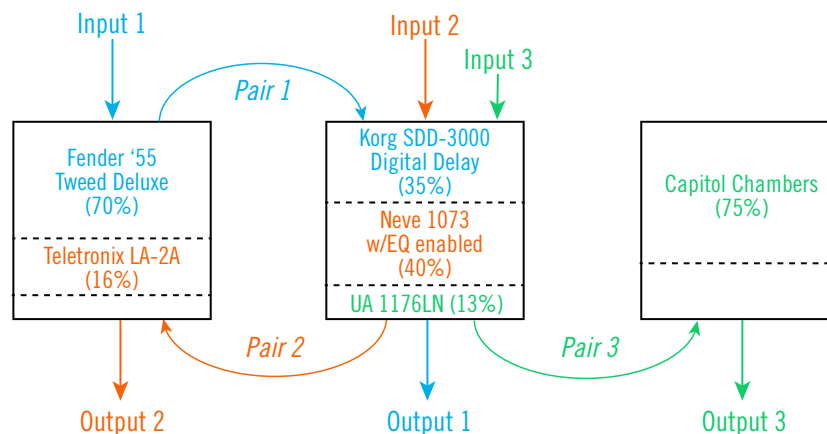 Input 1
Input 2
Input 3
Pair 1
Fender ‘55
Tweed Deluxe
(70%)
Teletronix LA-2A
(16%)
Korg SDD-3000
Digital Delay
(35%)
Neve 1073
w/EQ enabled
(40%)
UA 1176LN (13%)
Capitol Chambers
(75%)
Pair 2
Pair 3
Output 2
Output 1
Output 3